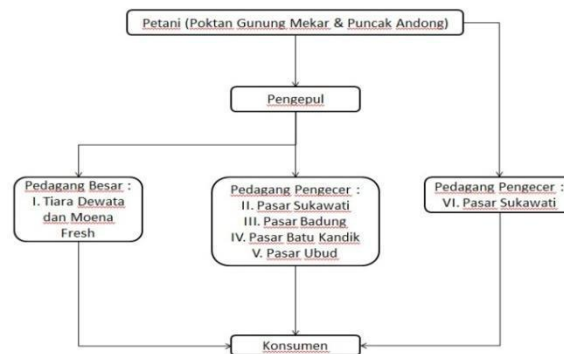 Petani (Poktan Gunung Mekar & Puncak Andong)
Pengepul
Pedagang Besar :
I. Tiara Dewata
dan Moena
Fresh
Pedagang Pengecer :
II. Pasar Sukawati
III. Pasar Badung
IV. Pasar Batu Kandik
V. Pasar Ubud
Pedagang Pengecer:
VI. Pasar Sukawati
Konsumen